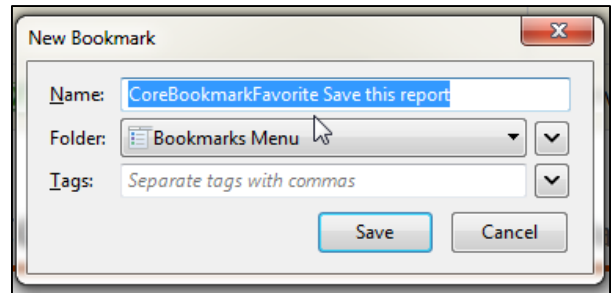 New Bookmark
Name: CoreBookmarkFavorite Save this report
Folder: Bookmarks Menu
Tags: Separate tags with commas
Save Cancel